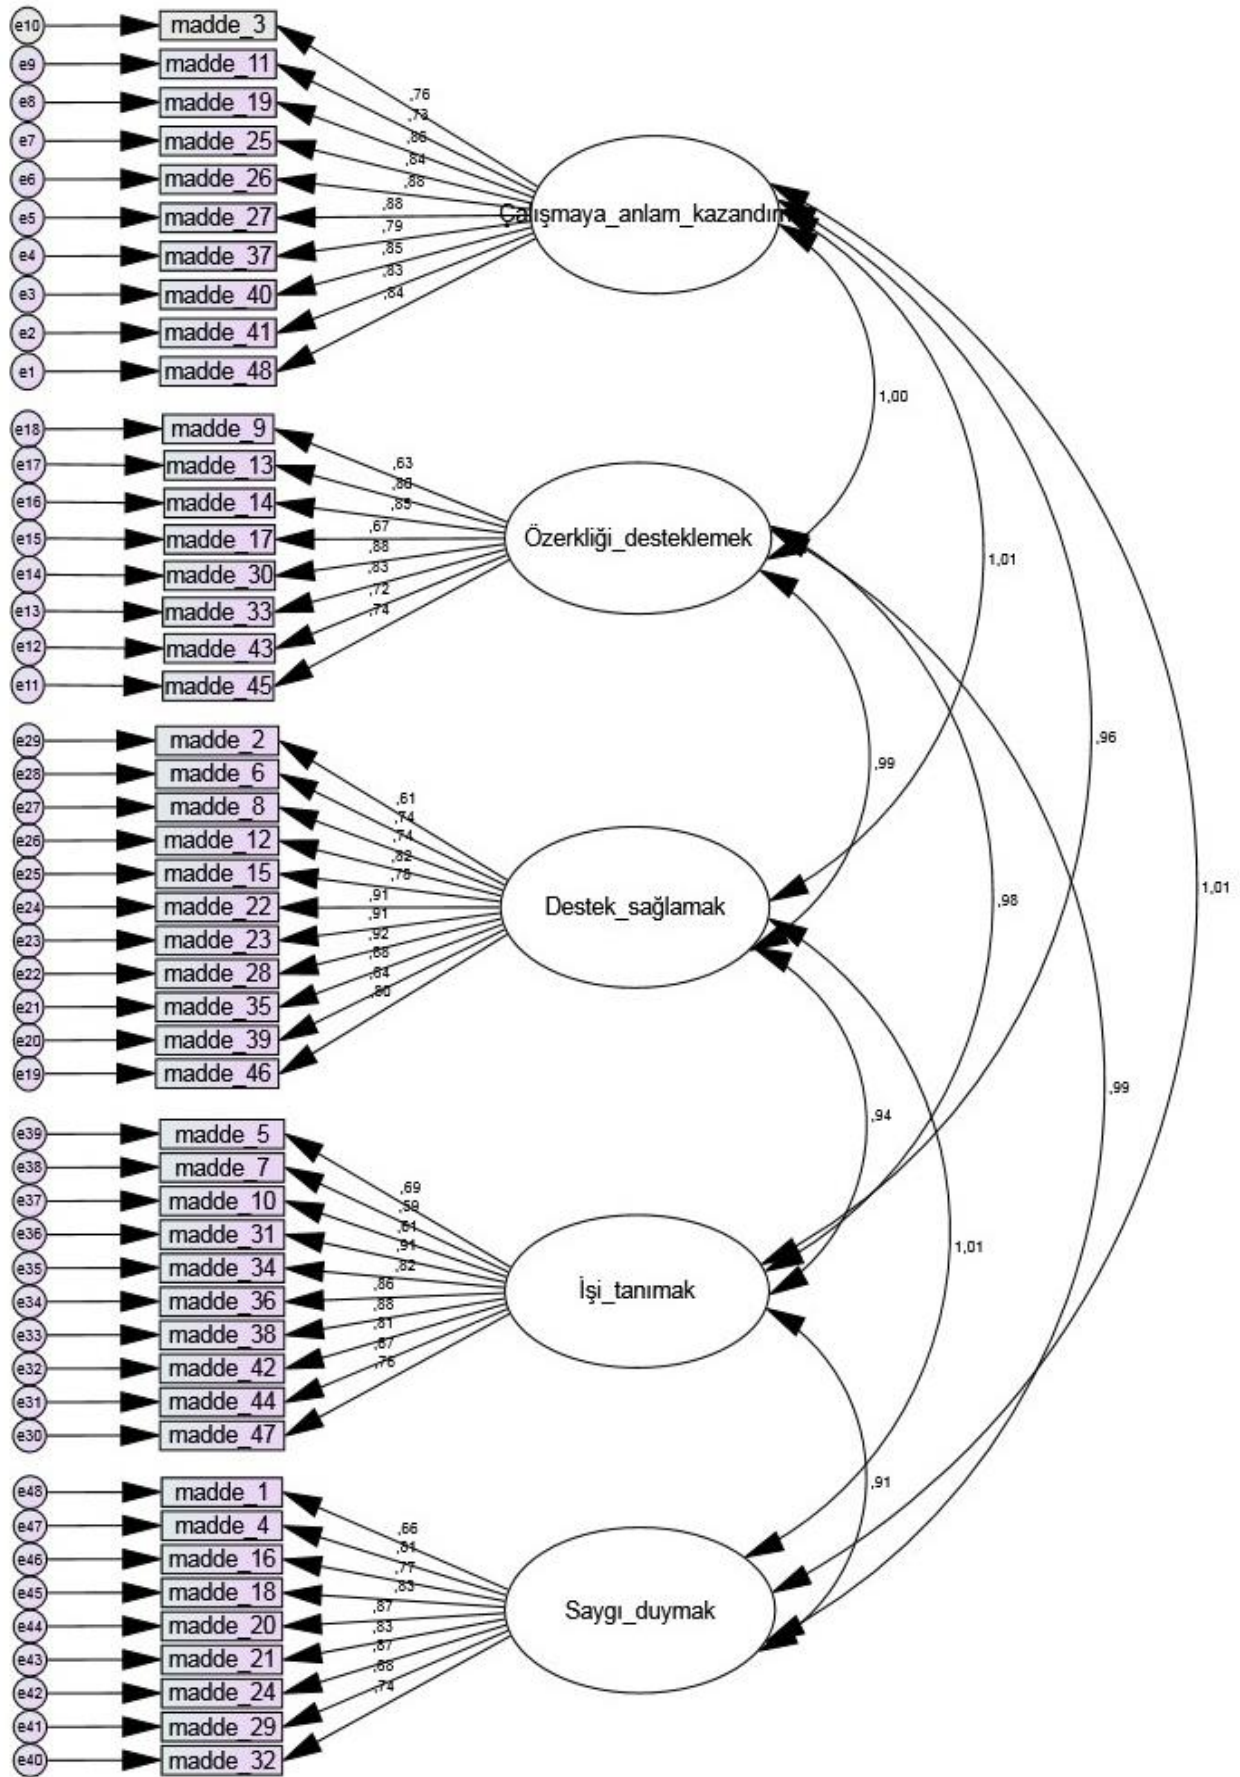 e10 madde_3
e9 madde_11
,76
e8 madde_19
,73
,86
e7 madde_25
,84
e6 madde_26
,88
Çalışmaya_anlam_kazandırm
e5 madde_27
,88
,79
e4 madde_37
,85
,83
e3 madde_40
,84
e2 madde_41
e1 madde_48
1,00
e18 madde_9
e17 madde_13
,63
e16 madde_14
,85
e15 madde_17
,67
Özerkliği_desteklemek
,88
e14 madde_30
,83
,72
e13 madde_33
,74
e12 madde_43
e11 madde_45
1,01
,96
e29 madde_2
e28 madde_6
e27 madde_8
,61
,74
,74
e26 madde_12
,82
e25 madde_15
,91
e24 madde_22
,91
Destek_sağlamak
e23 madde_23
,92
e22 madde_28
e21 madde_35
e20 madde_39
e19 madde_46
,99
,98
1,01
,99
,94
e39 madde_5
e38 madde_7
,69
e37 madde_10
,59
,61
e36 madde_31
,91
e35 madde_34
,82
,86
İşi_tanımak
e34 madde_36
,88
e33 madde_38
,81
e32 madde_42
,76
e31 madde_44
e30 madde_47
1,01
,91
e48 madde_1
e47 madde_4
,66
e46 madde_16
,77
e45 madde_18
,83
,87
Saygı_duymak
e44 madde_20
,83
e43 madde_21
e42 madde_24
,74
e41 madde_29
e40 madde_32